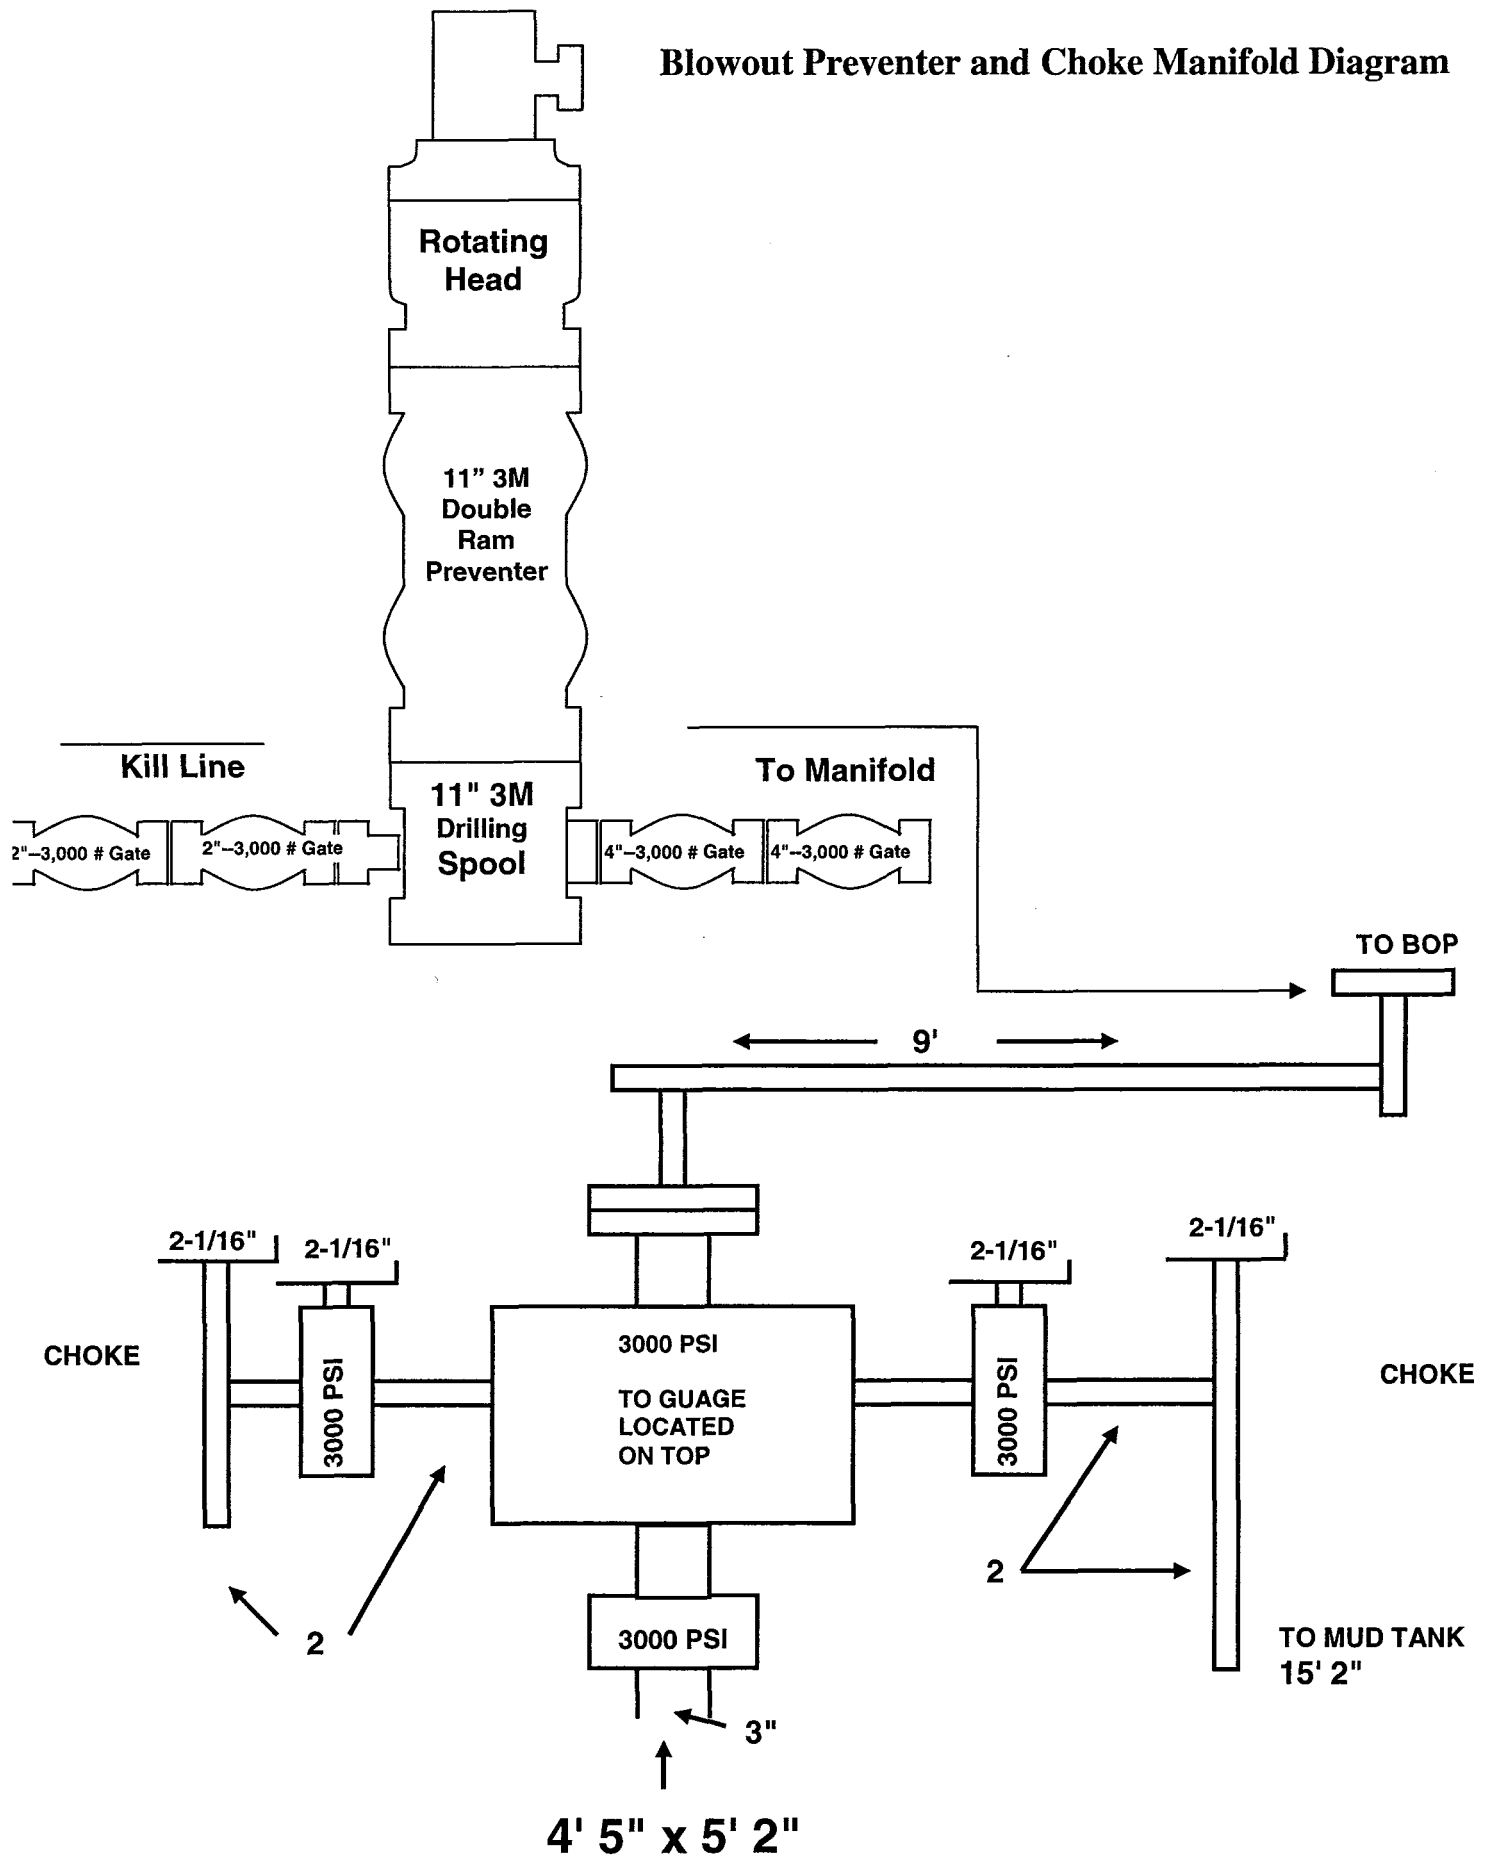 Blowout Preventer and Choke Manifold Diagram
Rotating
Head
11” 3M
Double
Ram
Preventer
Kill Line
To Manifold
11" 3M
Drilling
Spool
2"–3,000 # Gate
2"–3,000 # Gate
4"–3,000 # Gate
4"–3,000 # Gate
TO BOP
9'
2-1/16"
2-1/16"
2-1/16"
2-1/16"
CHOKE
3000 PSI
3000 PSI
TO GUAGE
LOCATED
ON TOP
3000 PSI
CHOKE
2
2
3000 PSI
TO MUD TANK
15' 2"
3"
4' 5" x 5' 2"